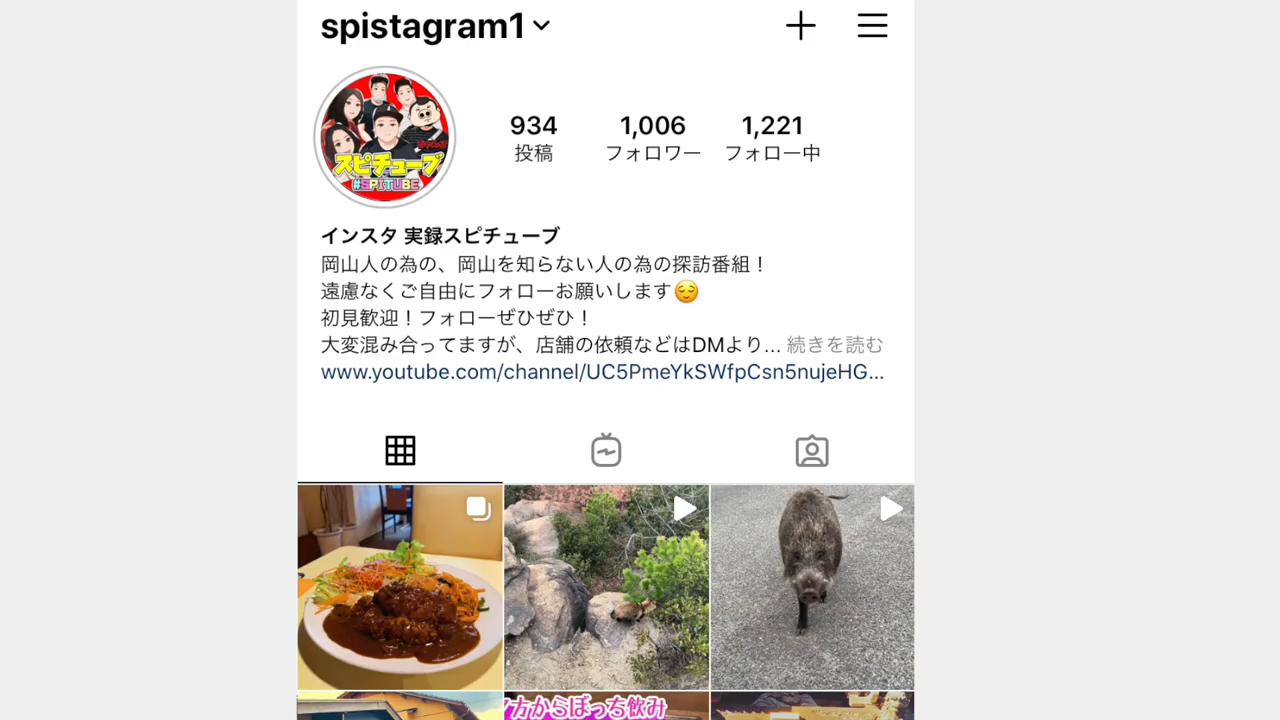 spistagram1
スピチューブ
#SPITUBE
934
投稿
1,006
フォロワー
1,221
フォロー中
インスタ 実録スピチューブ
岡山人の為の、岡山を知らない人の為の探訪番組！
遠慮なくご自由にフォローお願いします😌
初見歓迎！フォローぜひぜひ！
大変混み合ってますが、店舗の依頼などはDMより... 続きを読む
www.youtube.com/channel/UC5PmeYkSWfpCsn5nujeHG...
方からぼっち飲み